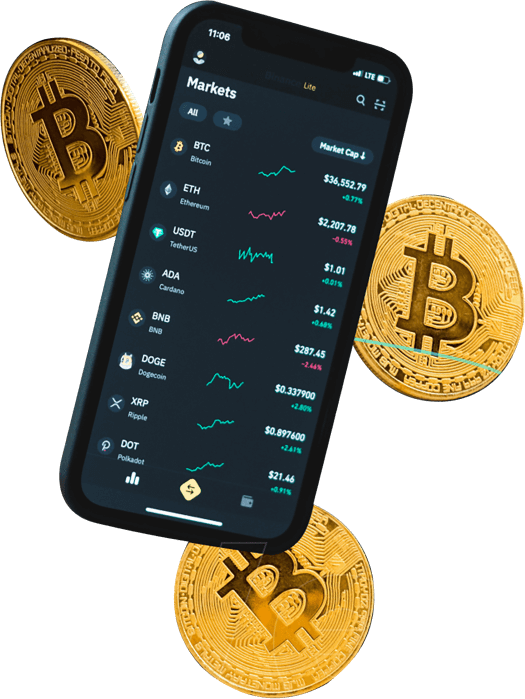 11:06
LTE
Lite
Markets
All
Market Cap ↓
BTC $36,552.79
Bitcoin +0.77%
ETH $2,207.78
Ethereum -0.55%
USDT $1.01
TetherUS +0.01%
ADA $1.42
Cardano +0.68%
BNB $287.45
BNB -2.46%
DOGE $0.337900
Dogecoin +2.80%
XRP $0.897600
Ripple +2.61%
DOT $21.46
Polkadot +0.91%